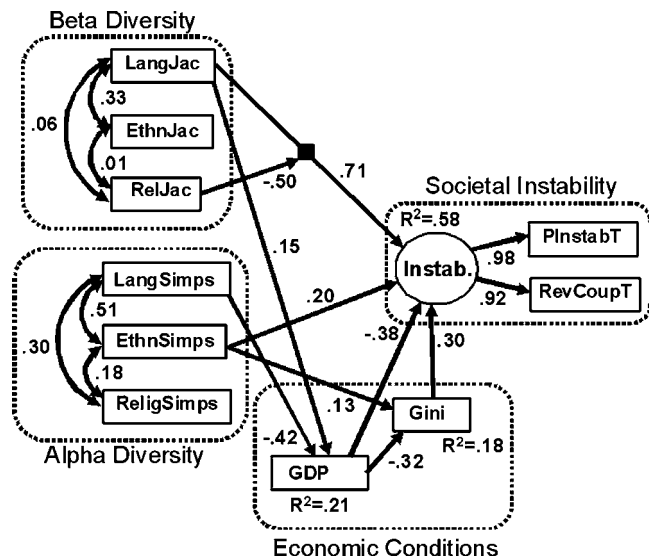 Beta Diversity
LangJac
.33
.06
EthnJac
.01
RelJac
-.50
.71
.15
Societal Instability
R²=.58
PInstabT
Instab.
.98
.92
RevCoupT
LangSimps
.51
.20
.30
EthnSimps
-.38
.30
.18
.13
ReligSimps
Gini
-.42
R²=.18
Alpha Diversity
GDP
-.32
R²=.21
Economic Conditions